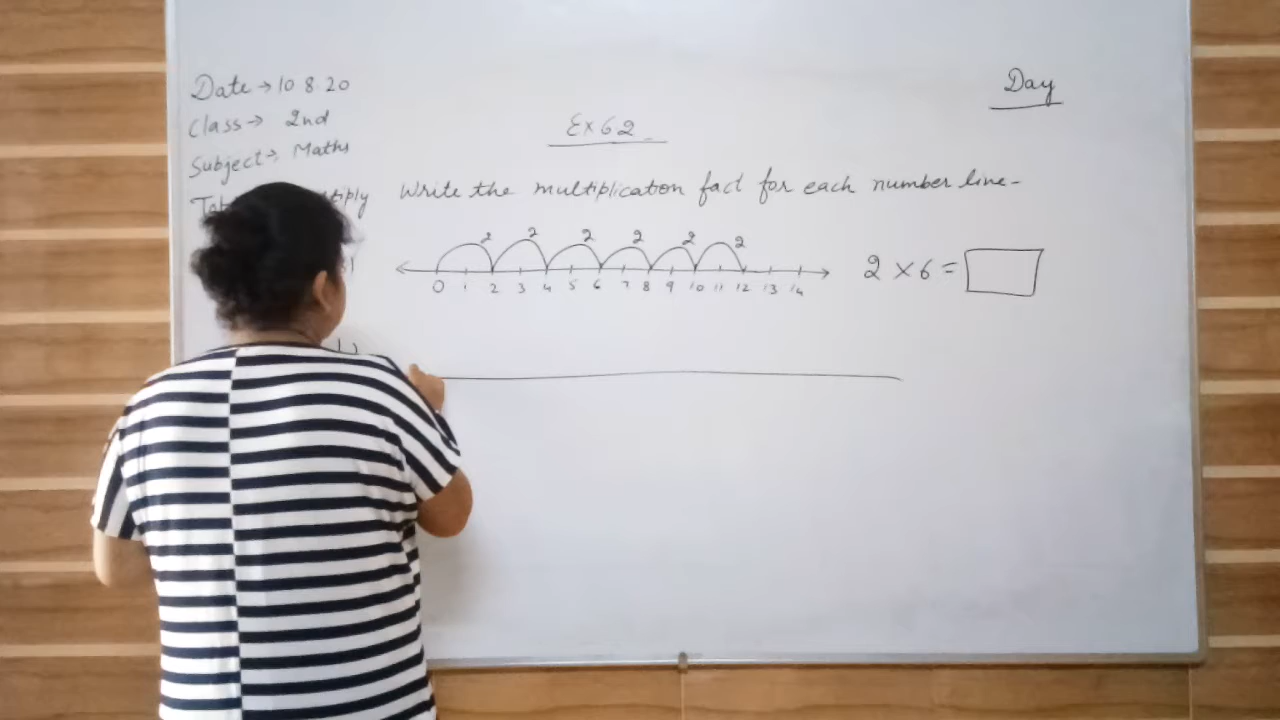 Day
Date → 10.8.20
Class → 2nd
Subject → Maths
Ex 6 2
Write the multiplication fact for each number line-
2 2 2 2 2 2
0 1 2 3 4 5 6 7 8 9 10 11 12 13 14
2 × 6 =